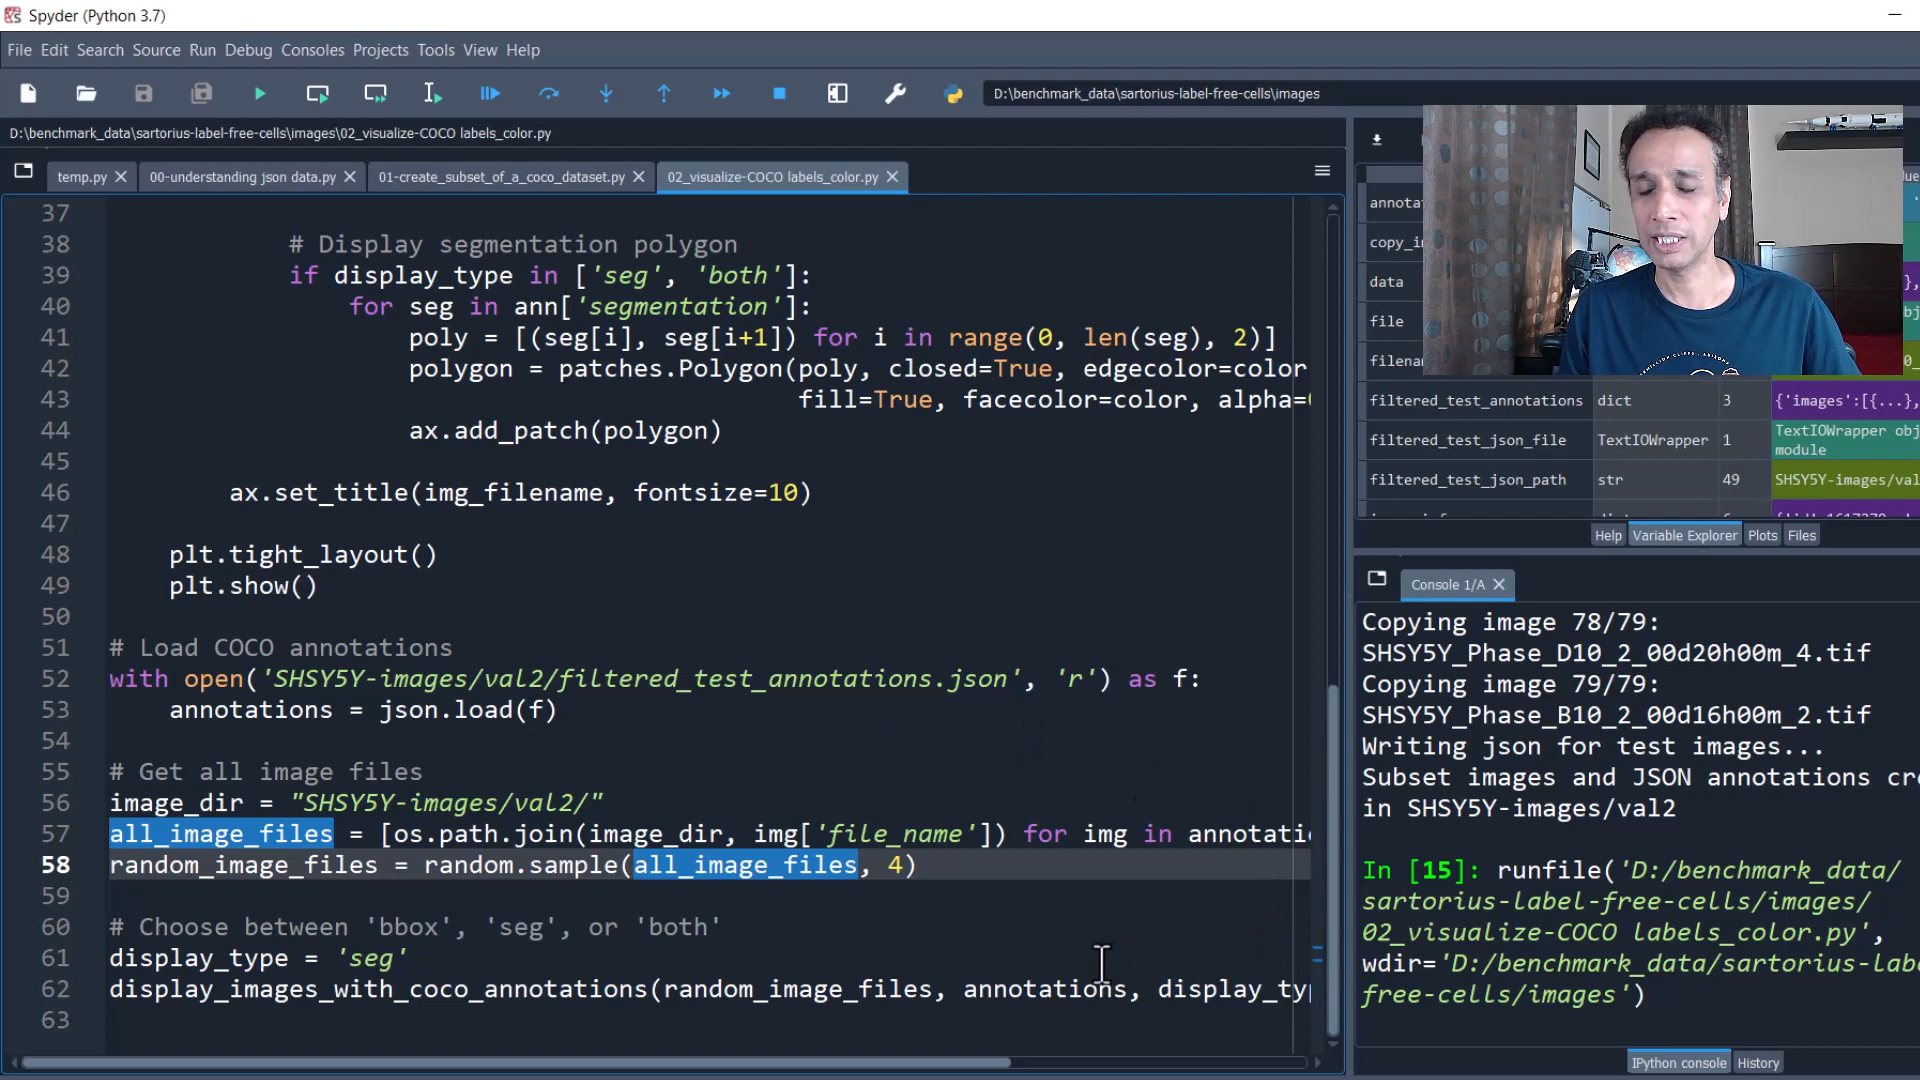 Spyder (Python 3.7)
File Edit Search Source Run Debug Consoles Projects Tools View Help
D:\benchmark_data\sartorius-label-free-cells\images
D:\benchmark_data\sartorius-label-free-cells\images\02_visualize-COCO labels_color.py
temp.py 00-understanding json data.py 01-create_subset_of_a_coco_dataset.py 02_visualize-COCO labels_color.py
37
38 # Display segmentation polygon
39 if display_type in ['seg', 'both']:
40 for seg in ann['segmentation']:
41 poly = [(seg[i], seg[i+1]) for i in range(0, len(seg), 2)]
42 polygon = patches.Polygon(poly, closed=True, edgecolor=color
43 fill=True, facecolor=color, alpha=
44 ax.add_patch(polygon)
45
46 ax.set_title(img_filename, fontsize=10)
47
48 plt.tight_layout()
49 plt.show()
50
51 # Load COCO annotations
52 with open('SHSY5Y-images/val2/filtered_test_annotations.json', 'r') as f:
53 annotations = json.load(f)
54
55 # Get all image files
56 image_dir = "SHSY5Y-images/val2/"
57 all_image_files = [os.path.join(image_dir, img['file_name']) for img in annotati
58 random_image_files = random.sample(all_image_files, 4)
59
60 # Choose between 'bbox', 'seg', or 'both'
61 display_type = 'seg'
62 display_images_with_coco_annotations(random_image_files, annotations, display_ty
63
annota
copy_i
data
file
filena
filtered_test_annotations dict 3 {'images':[{...},
filtered_test_json_file TextIOWrapper 1 TextIOWrapper obj
module
filtered_test_json_path str 49 SHSY5Y-images/val
Help Variable Explorer Plots Files
Console 1/A
Copying image 78/79:
SHSY5Y_Phase_D10_2_00d20h00m_4.tif
Copying image 79/79:
SHSY5Y_Phase_B10_2_00d16h00m_2.tif
Writing json for test images...
Subset images and JSON annotations cr
in SHSY5Y-images/val2
In [15]: runfile('D:/benchmark_data/
sartorius-label-free-cells/images/
02_visualize-COCO labels_color.py',
wdir='D:/benchmark_data/sartorius-lab
free-cells/images')
IPython console History